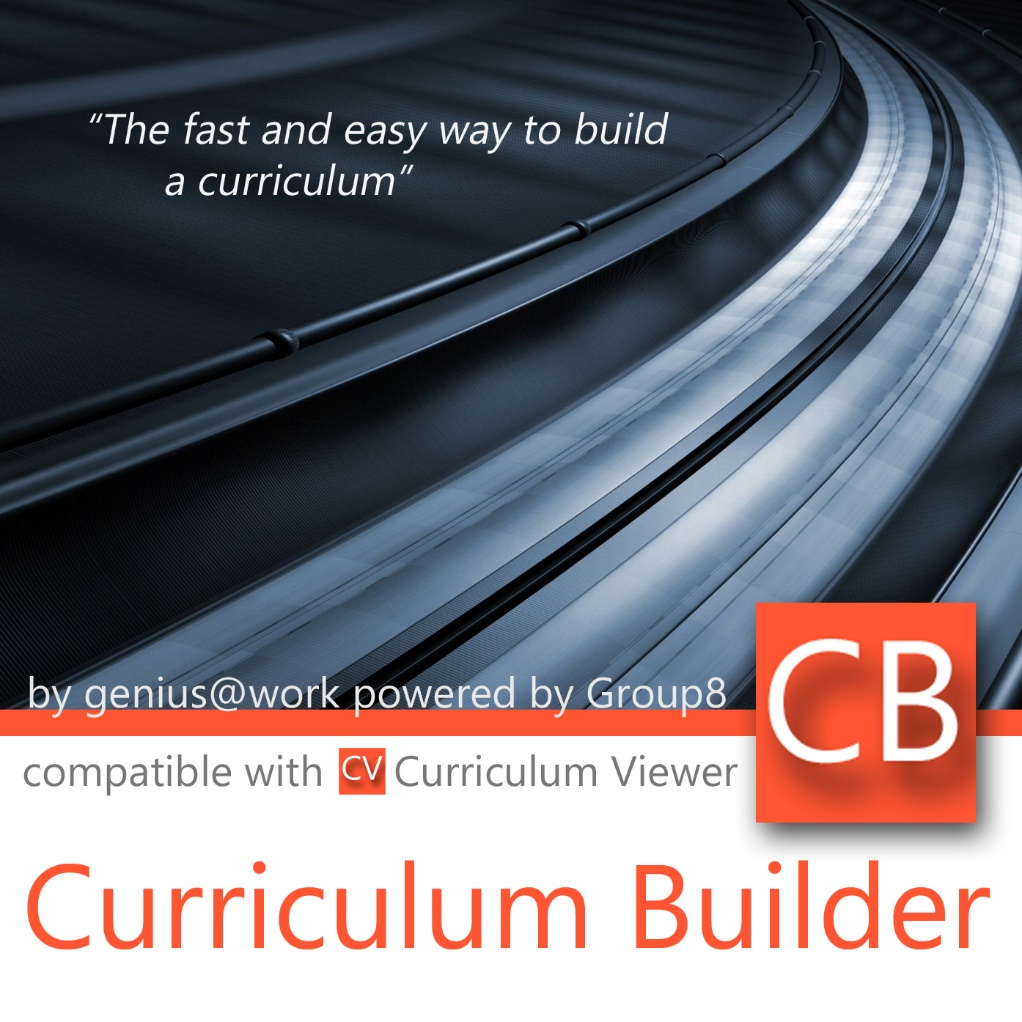 “The fast and easy way to build
a curriculum”
by genius@work powered by Group8
CB
compatible with CV Curriculum Viewer
Curriculum Builder